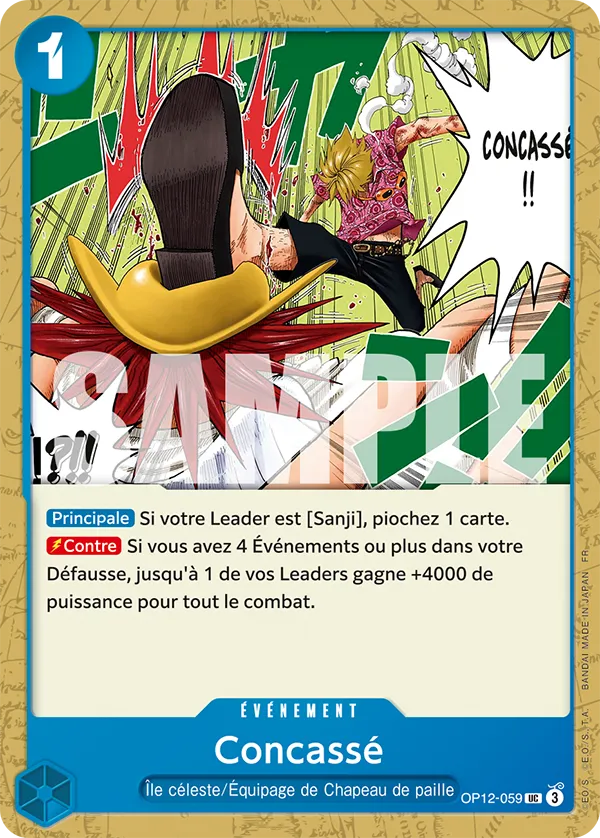 1
CONCASSÉ
!!
!?!!
SAMPLE
Principale Si votre Leader est [Sanji], piochez 1 carte.
Contre Si vous avez 4 Événements ou plus dans votre
Défausse, jusqu'à 1 de vos Leaders gagne +4000 de
puissance pour tout le combat.
ÉVÉNEMENT
Concassé
Île céleste/Équipage de Chapeau de paille
OP12-059 UC 3
©E.O./S. ©E.O./S.,T.A. BANDAI MADE IN JAPAN FR